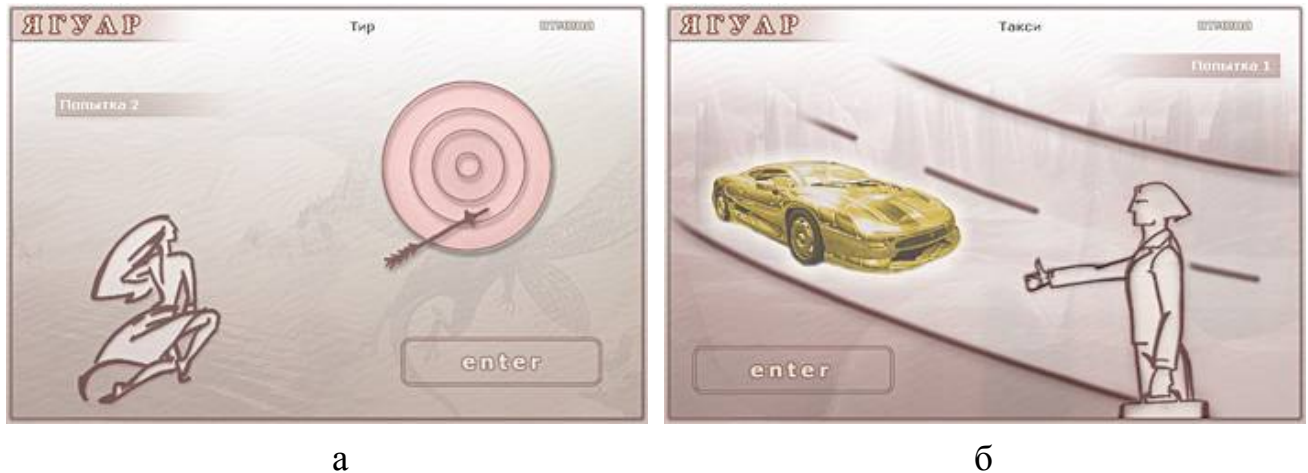 ЯГУАР
Тир
Попытка 2
enter
ЯГУАР
Такси
Попытка 1
enter
а
б